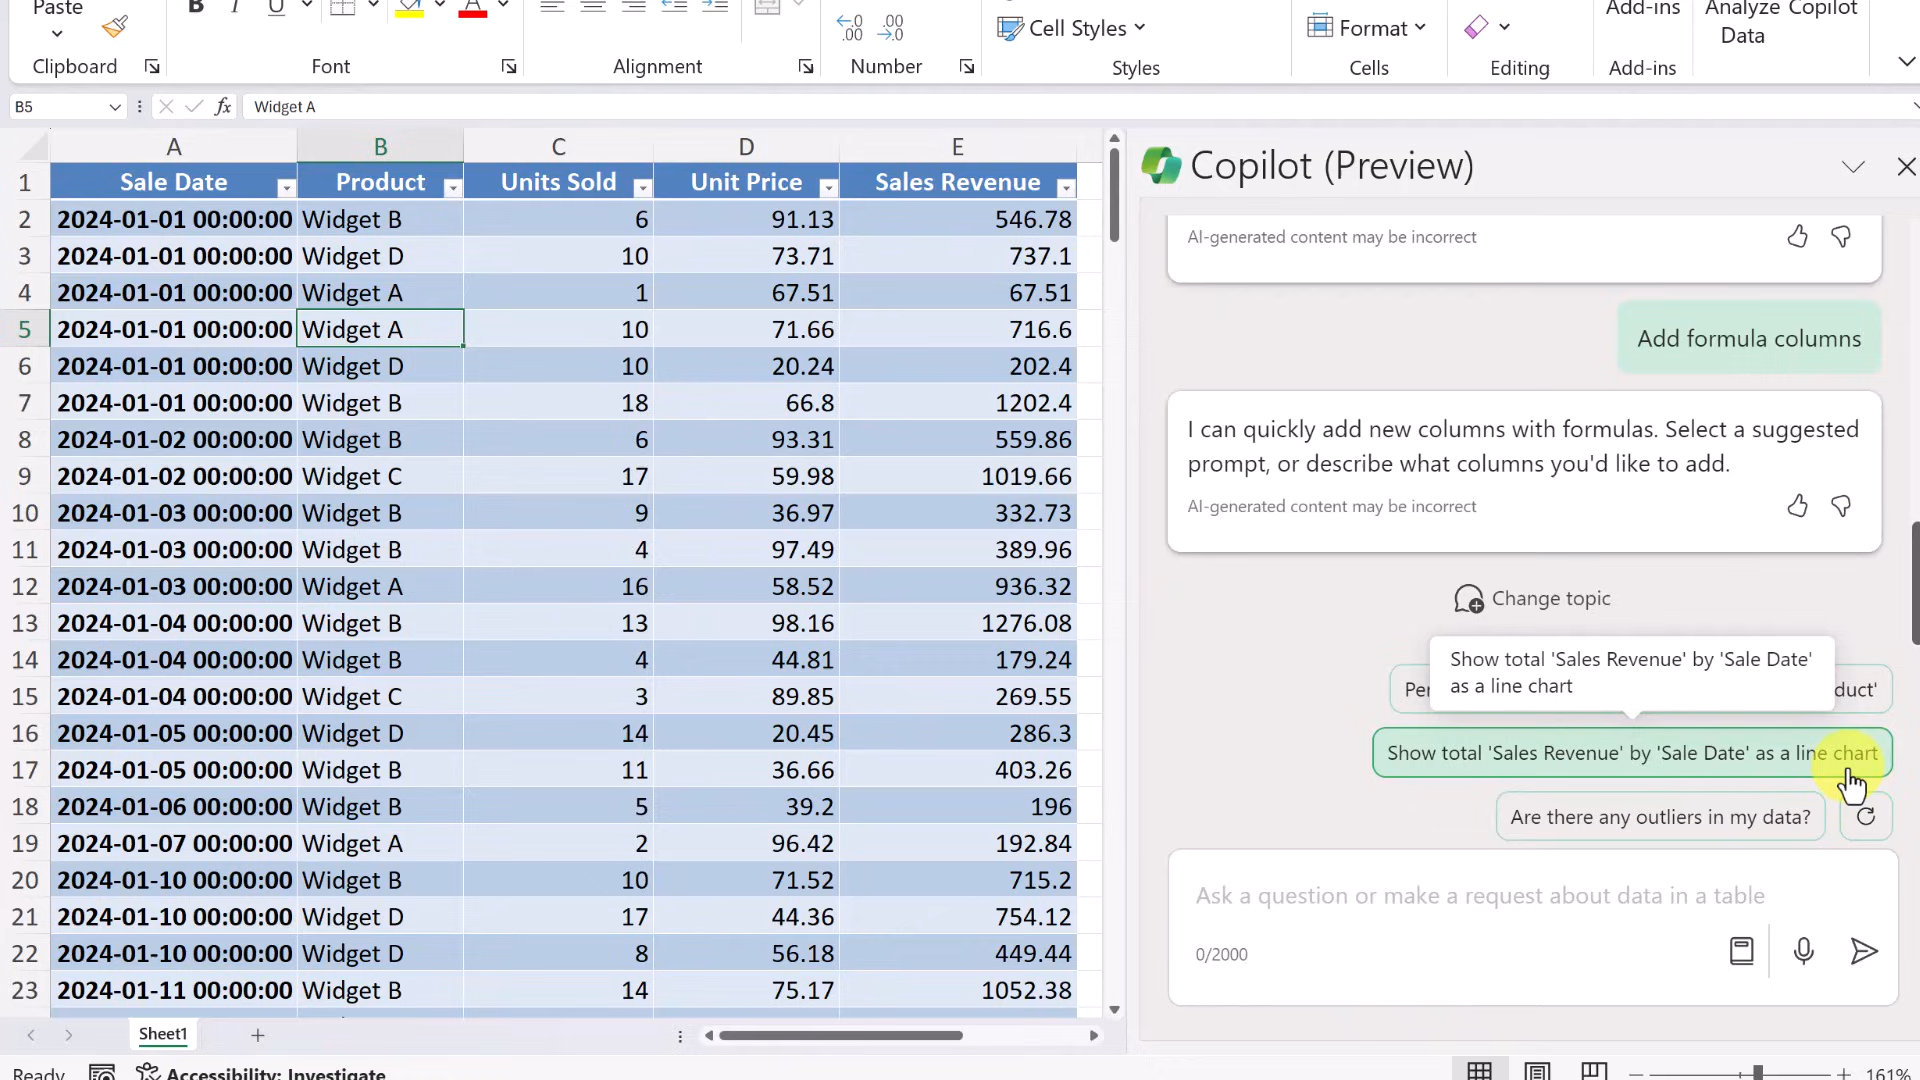 Paste
B I U
Add-ins
Analyze Copilot
Data
Cell Styles
Format
Clipboard
Font
Alignment
Number
Styles
Cells
Editing
Add-ins
B5
fx
Widget A
A B C D E
1 Sale Date Product Units Sold Unit Price Sales Revenue
2 2024-01-01 00:00:00 Widget B 6 91.13 546.78
3 2024-01-01 00:00:00 Widget D 10 73.71 737.1
4 2024-01-01 00:00:00 Widget A 1 67.51 67.51
5 2024-01-01 00:00:00 Widget A 10 71.66 716.6
6 2024-01-01 00:00:00 Widget D 10 20.24 202.4
7 2024-01-01 00:00:00 Widget B 18 66.8 1202.4
8 2024-01-02 00:00:00 Widget B 6 93.31 559.86
9 2024-01-02 00:00:00 Widget C 17 59.98 1019.66
10 2024-01-03 00:00:00 Widget B 9 36.97 332.73
11 2024-01-03 00:00:00 Widget B 4 97.49 389.96
12 2024-01-03 00:00:00 Widget A 16 58.52 936.32
13 2024-01-04 00:00:00 Widget B 13 98.16 1276.08
14 2024-01-04 00:00:00 Widget B 4 44.81 179.24
15 2024-01-04 00:00:00 Widget C 3 89.85 269.55
16 2024-01-05 00:00:00 Widget D 14 20.45 286.3
17 2024-01-05 00:00:00 Widget B 11 36.66 403.26
18 2024-01-06 00:00:00 Widget B 5 39.2 196
19 2024-01-07 00:00:00 Widget A 2 96.42 192.84
20 2024-01-10 00:00:00 Widget B 10 71.52 715.2
21 2024-01-10 00:00:00 Widget D 17 44.36 754.12
22 2024-01-10 00:00:00 Widget D 8 56.18 449.44
23 2024-01-11 00:00:00 Widget B 14 75.17 1052.38
Sheet1
Ready
Accessibility: Investigate
161%
Copilot (Preview)
AI-generated content may be incorrect
Add formula columns
I can quickly add new columns with formulas. Select a suggested
prompt, or describe what columns you'd like to add.
AI-generated content may be incorrect
Change topic
Show total 'Sales Revenue' by 'Sale Date'
as a line chart
Show total 'Sales Revenue' by 'Sale Date' as a line chart
Are there any outliers in my data?
Ask a question or make a request about data in a table
0/2000